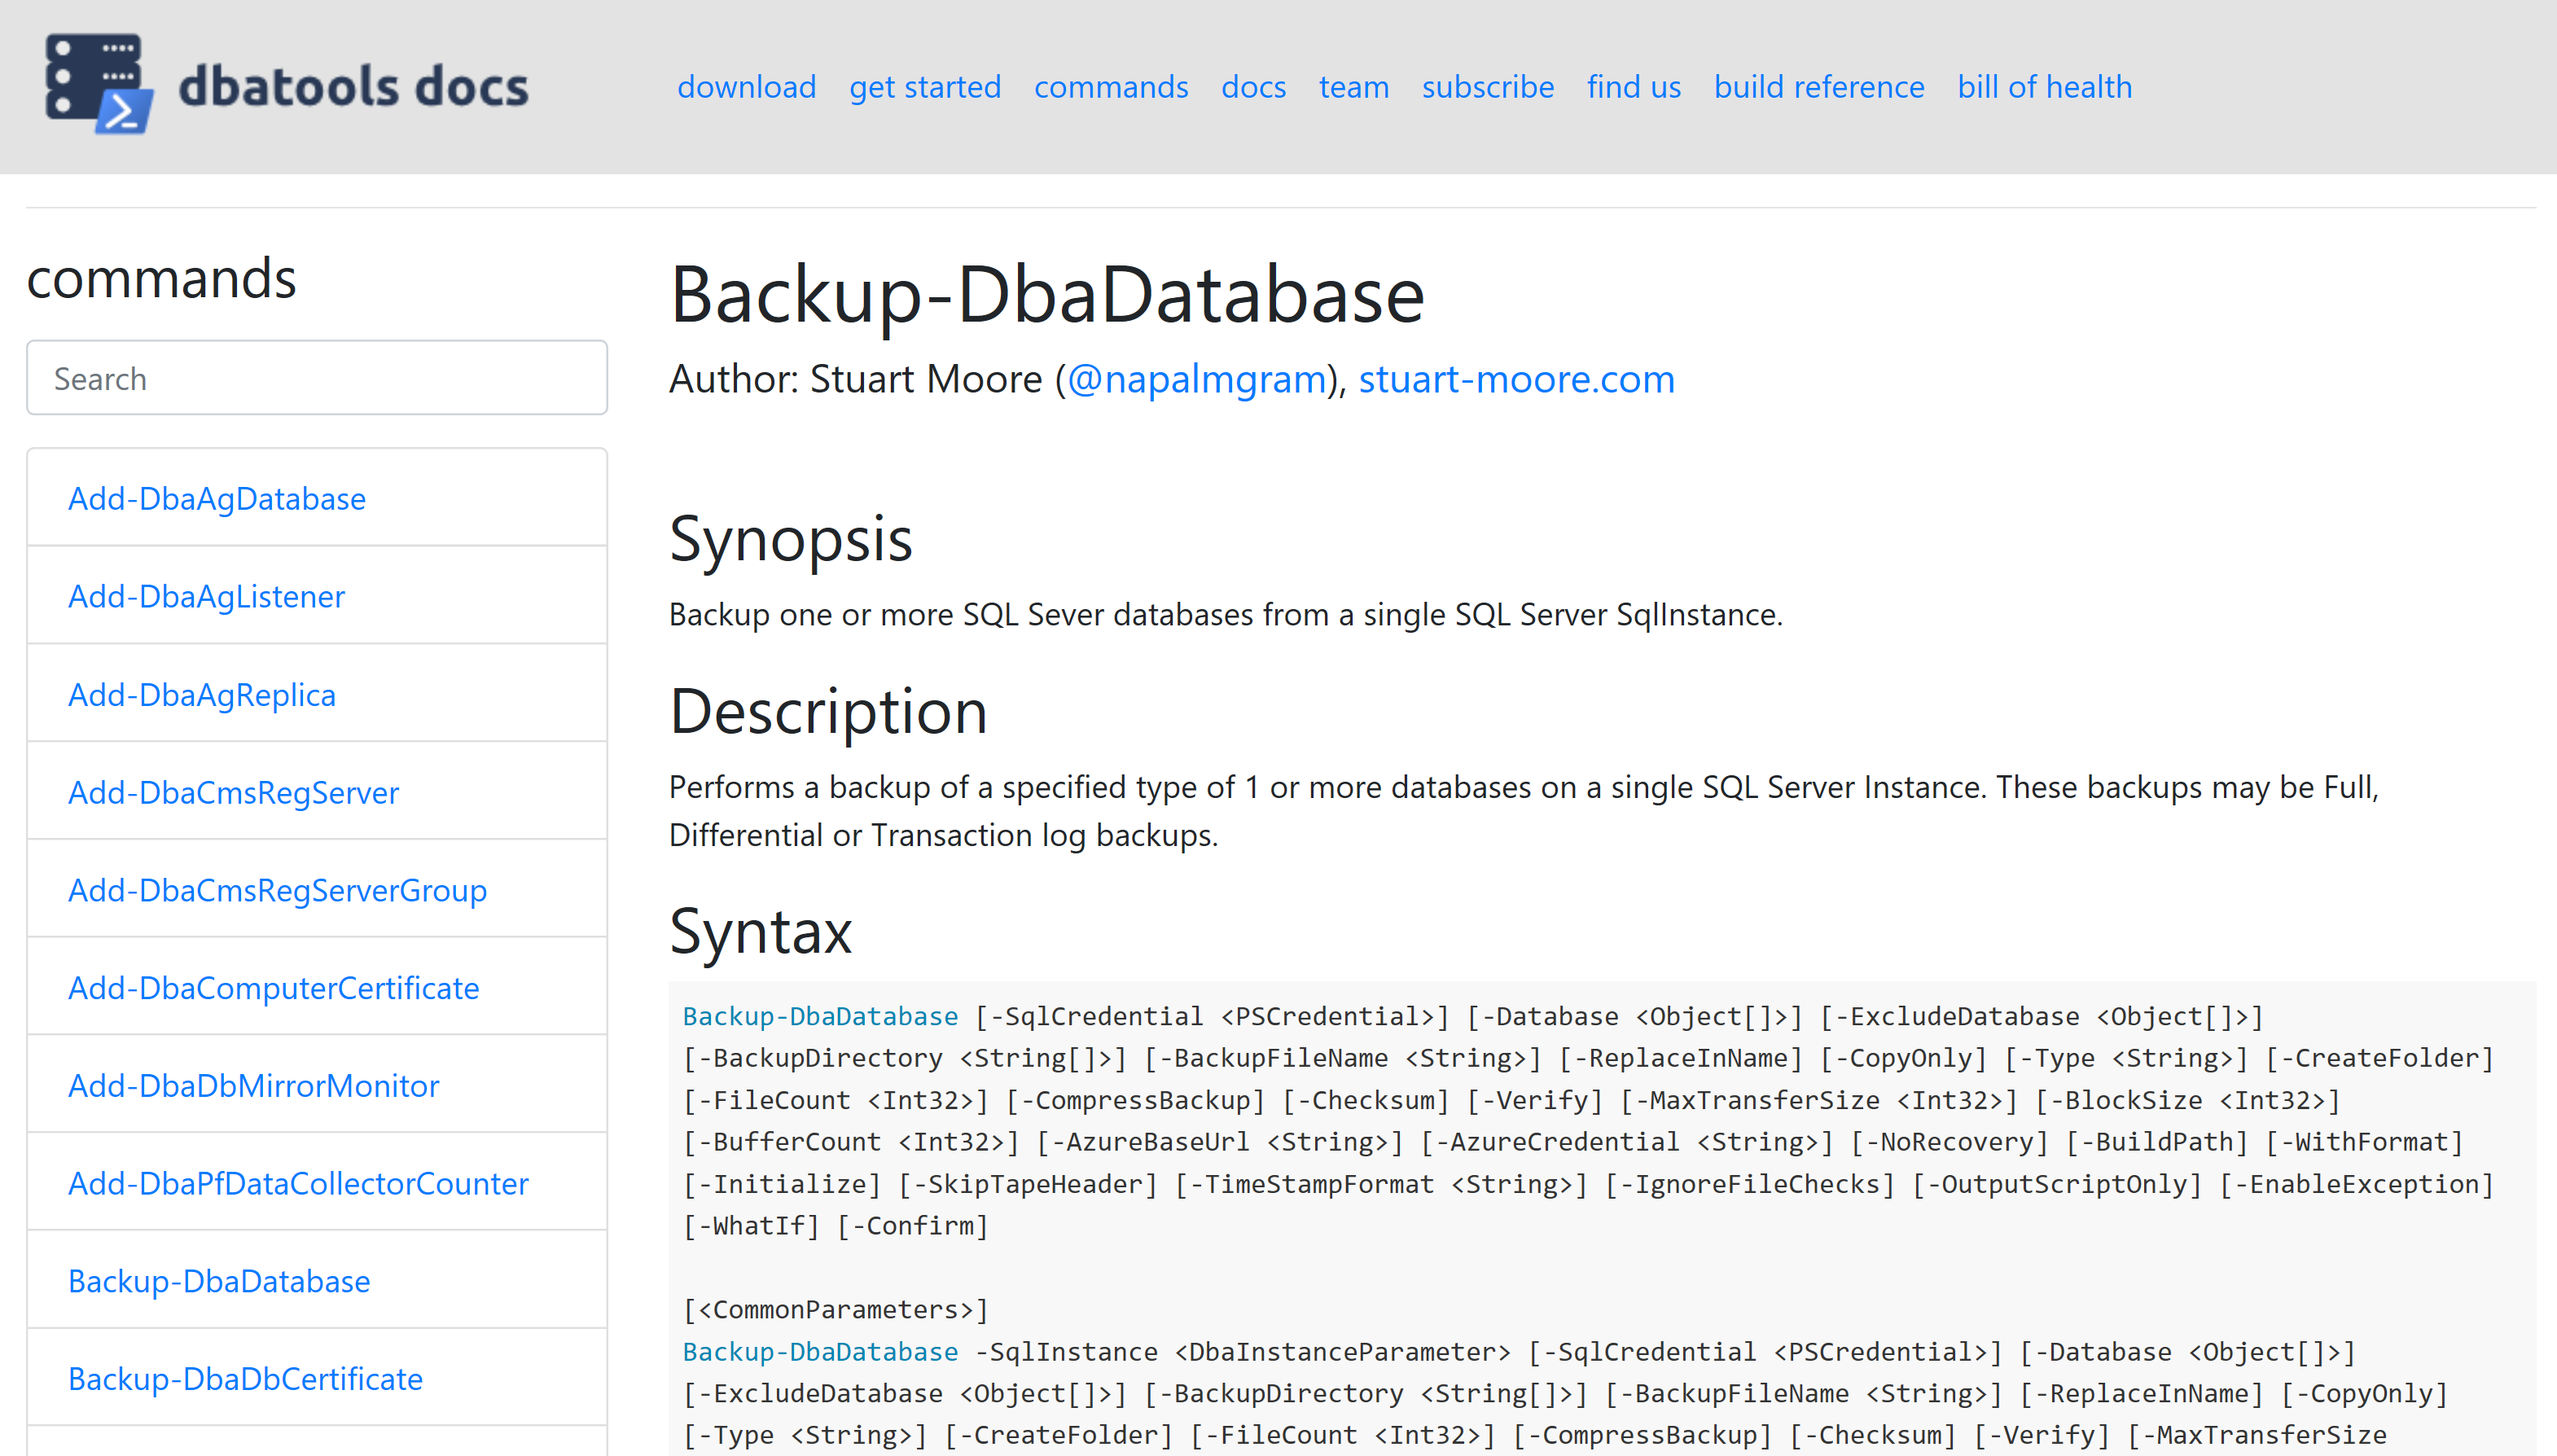 dbatools docs
download get started commands docs team subscribe find us build reference bill of health
commands
Search
Add-DbaAgDatabase
Add-DbaAgListener
Add-DbaAgReplica
Add-DbaCmsRegServer
Add-DbaCmsRegServerGroup
Add-DbaComputerCertificate
Add-DbaDbMirrorMonitor
Add-DbaPfDataCollectorCounter
Backup-DbaDatabase
Backup-DbaDbCertificate
Backup-DbaDatabase
Author: Stuart Moore (@napalmgram), stuart-moore.com
Synopsis
Backup one or more SQL Sever databases from a single SQL Server SqlInstance.
Description
Performs a backup of a specified type of 1 or more databases on a single SQL Server Instance. These backups may be Full,
Differential or Transaction log backups.
Syntax
Backup-DbaDatabase [-SqlCredential <PSCredential>] [-Database <Object[]>] [-ExcludeDatabase <Object[]>]
[-BackupDirectory <String[]>] [-BackupFileName <String>] [-ReplaceInName] [-CopyOnly] [-Type <String>] [-CreateFolder]
[-FileCount <Int32>] [-CompressBackup] [-Checksum] [-Verify] [-MaxTransferSize <Int32>] [-BlockSize <Int32>]
[-BufferCount <Int32>] [-AzureBaseUrl <String>] [-AzureCredential <String>] [-NoRecovery] [-BuildPath] [-WithFormat]
[-Initialize] [-SkipTapeHeader] [-TimeStampFormat <String>] [-IgnoreFileChecks] [-OutputScriptOnly] [-EnableException]
[-WhatIf] [-Confirm]
[<CommonParameters>]
Backup-DbaDatabase -SqlInstance <DbaInstanceParameter> [-SqlCredential <PSCredential>] [-Database <Object[]>]
[-ExcludeDatabase <Object[]>] [-BackupDirectory <String[]>] [-BackupFileName <String>] [-ReplaceInName] [-CopyOnly]
[-Type <String>] [-CreateFolder] [-FileCount <Int32>] [-CompressBackup] [-Checksum] [-Verify] [-MaxTransferSize